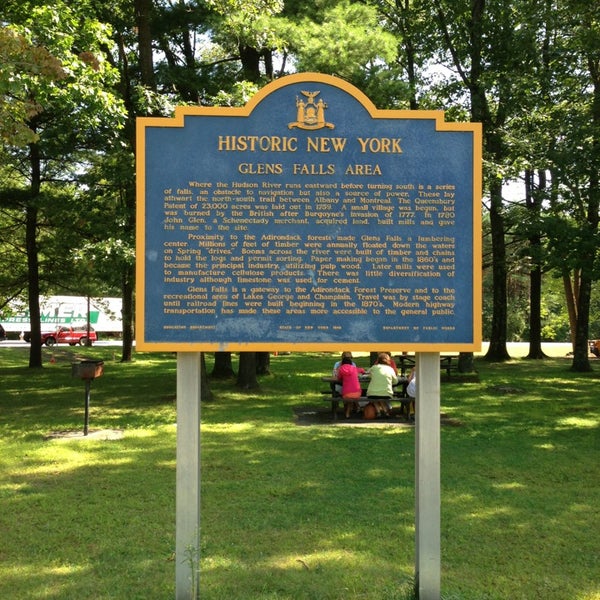 HISTORIC NEW YORK
GLENS FALLS AREA
Where the Hudson River runs eastward before turning south is a series
of falls, an obstacle to navigation but also a source of power. These lay
athwart the north-south trail between Albany and Montreal. The Queensbury
Patent of 23,000 acres was laid out in 1759. A small village was begun, but
was burned by the British after Burgoyne's invasion of 1777. In 1720
John Glen, a Schenectady merchant, acquired land, built mills and gave
his name to the site.
Proximity to the Adirondack forests made Glens Falls a lumbering
center. Millions of feet of timber were annually floated down the waters
on Spring "drives." Booms across the river were built of timber and chains
to hold the logs and permit sorting. Paper making began in the 1860's and
became the principal industry, utilizing pulp wood. Later mills were used
to manufacture cellulose products. There was little diversification of
industry although limestone was used for cement.
Glens Falls is a gateway to the Adirondack Forest Preserve and to the
recreational area of Lakes George and Champlain. Travel was by stage coach
until railroad lines were built beginning in the 1870's. Modern highway
transportation has made these areas more accessible to the general public.
EDUCATION DEPARTMENT STATE OF NEW YORK DEPARTMENT OF PUBLIC WORKS